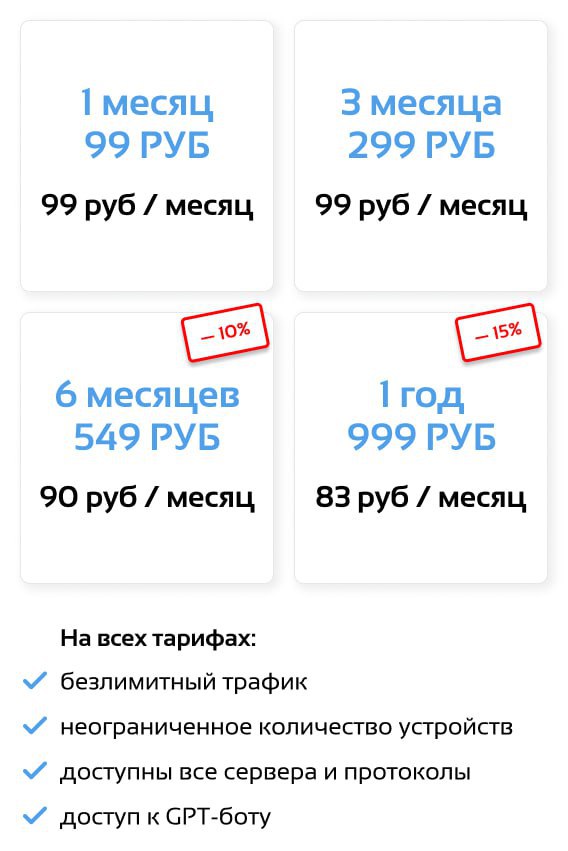 1 месяц
99 РУБ
99 руб / месяц
3 месяца
299 РУБ
99 руб / месяц
— 10%
6 месяцев
549 РУБ
90 руб / месяц
— 15%
1 год
999 РУБ
83 руб / месяц
На всех тарифах:
безлимитный трафик
неограниченное количество устройств
доступны все сервера и протоколы
доступ к GPT-боту